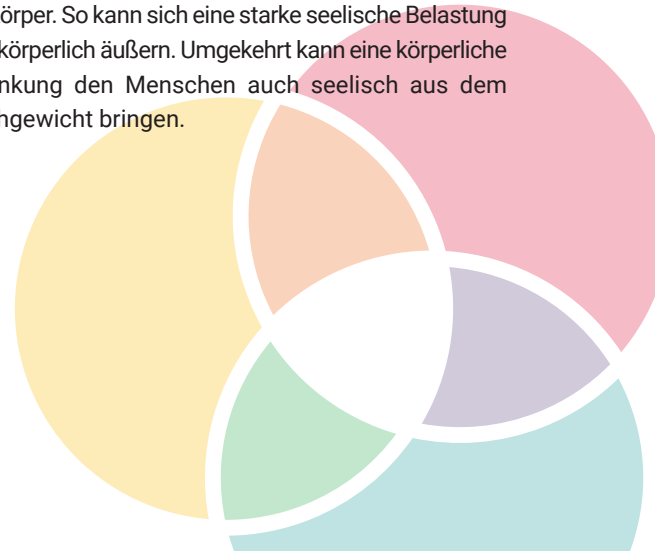 örper. So kann sich eine starke seelische Belastung
körperlich äußern. Umgekehrt kann eine körperliche
nkung den Menschen auch seelisch aus dem
hgewicht bringen.